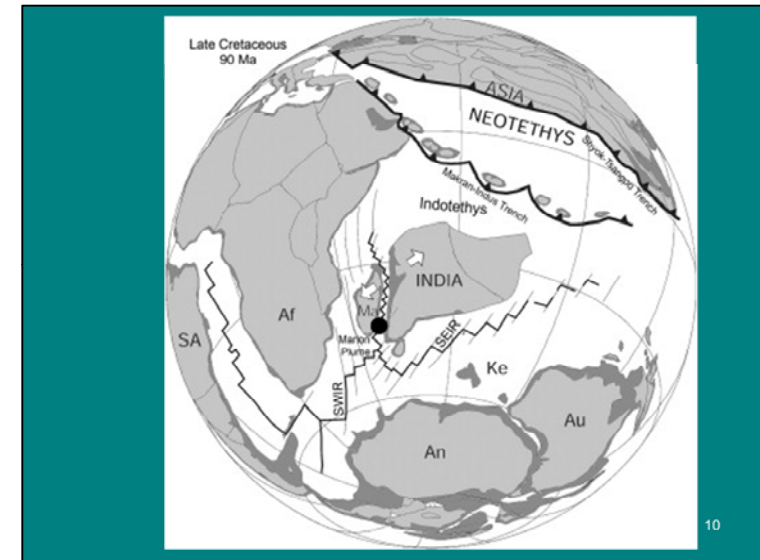 Late Cretaceous
90 Ma
ASIA
NEOTETHYS
Shyok-Tsangpo Trench
Makran-Indus Trench
Indotethys
INDIA
Ma
Af
SA
Marion
Plume
SEIR
SWIR
Ke
Au
An
10